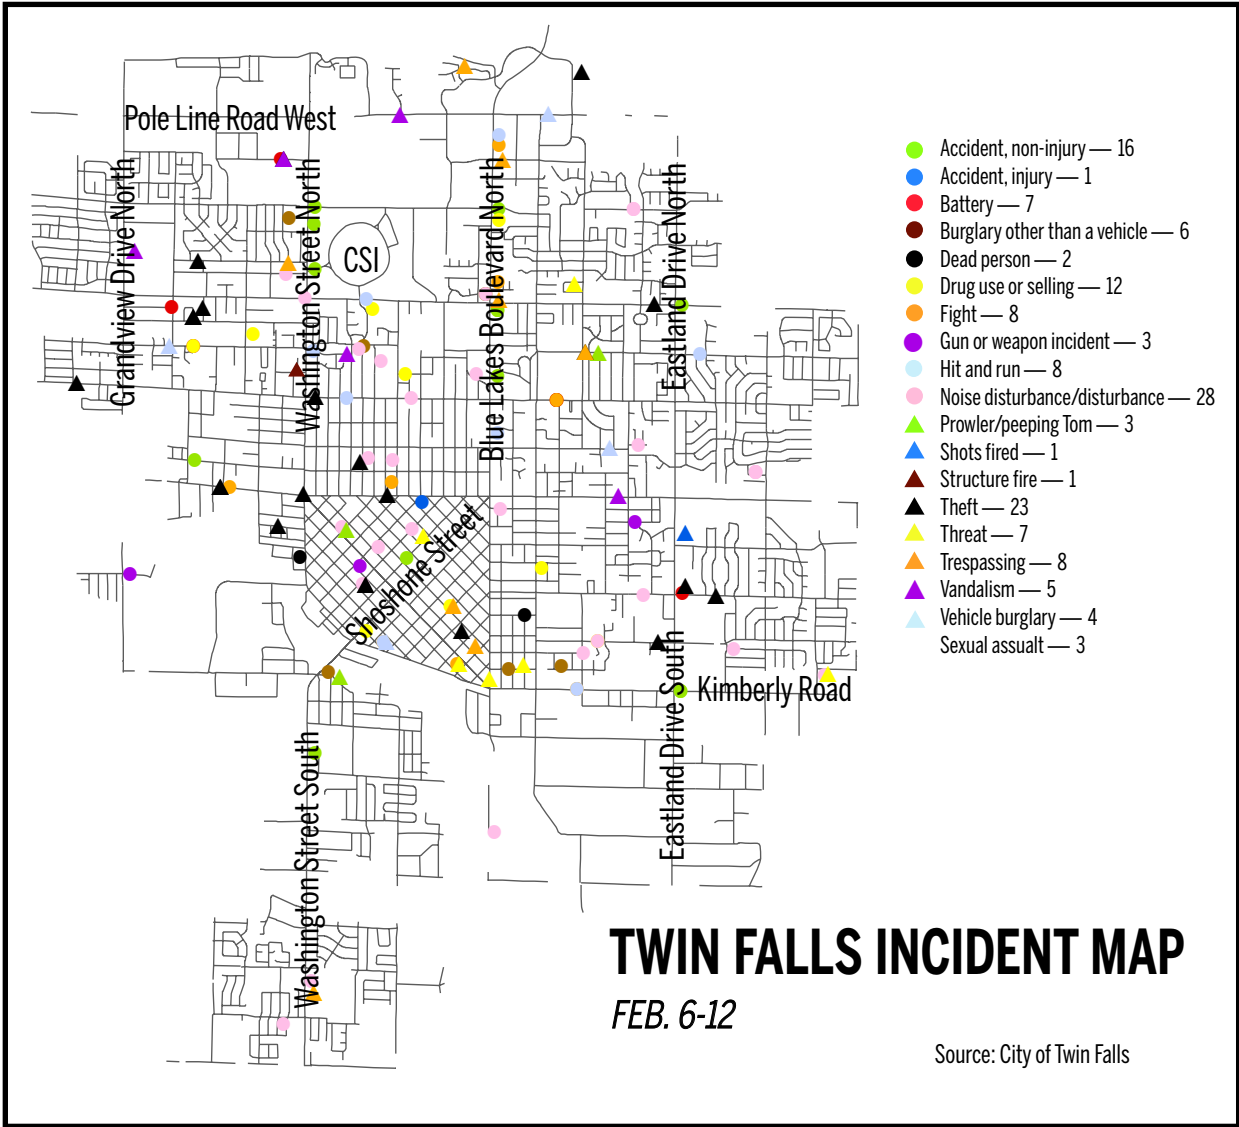 Pole Line Road West
Grandview Drive North
Washington Street North
CSI
Blue Lakes Boulevard North
Eastland Drive North
Shoshone Street
Kimberly Road
Eastland Drive South
Washington Street South
Accident, non-injury — 16
Accident, injury — 1
Battery — 7
Burglary other than a vehicle — 6
Dead person — 2
Drug use or selling — 12
Fight — 8
Gun or weapon incident — 3
Hit and run — 8
Noise disturbance/disturbance — 28
Prowler/peeping Tom — 3
Shots fired — 1
Structure fire — 1
Theft — 23
Threat — 7
Trespassing — 8
Vandalism — 5
Vehicle burglary — 4
Sexual assualt — 3
TWIN FALLS INCIDENT MAP
FEB. 6-12
Source: City of Twin Falls